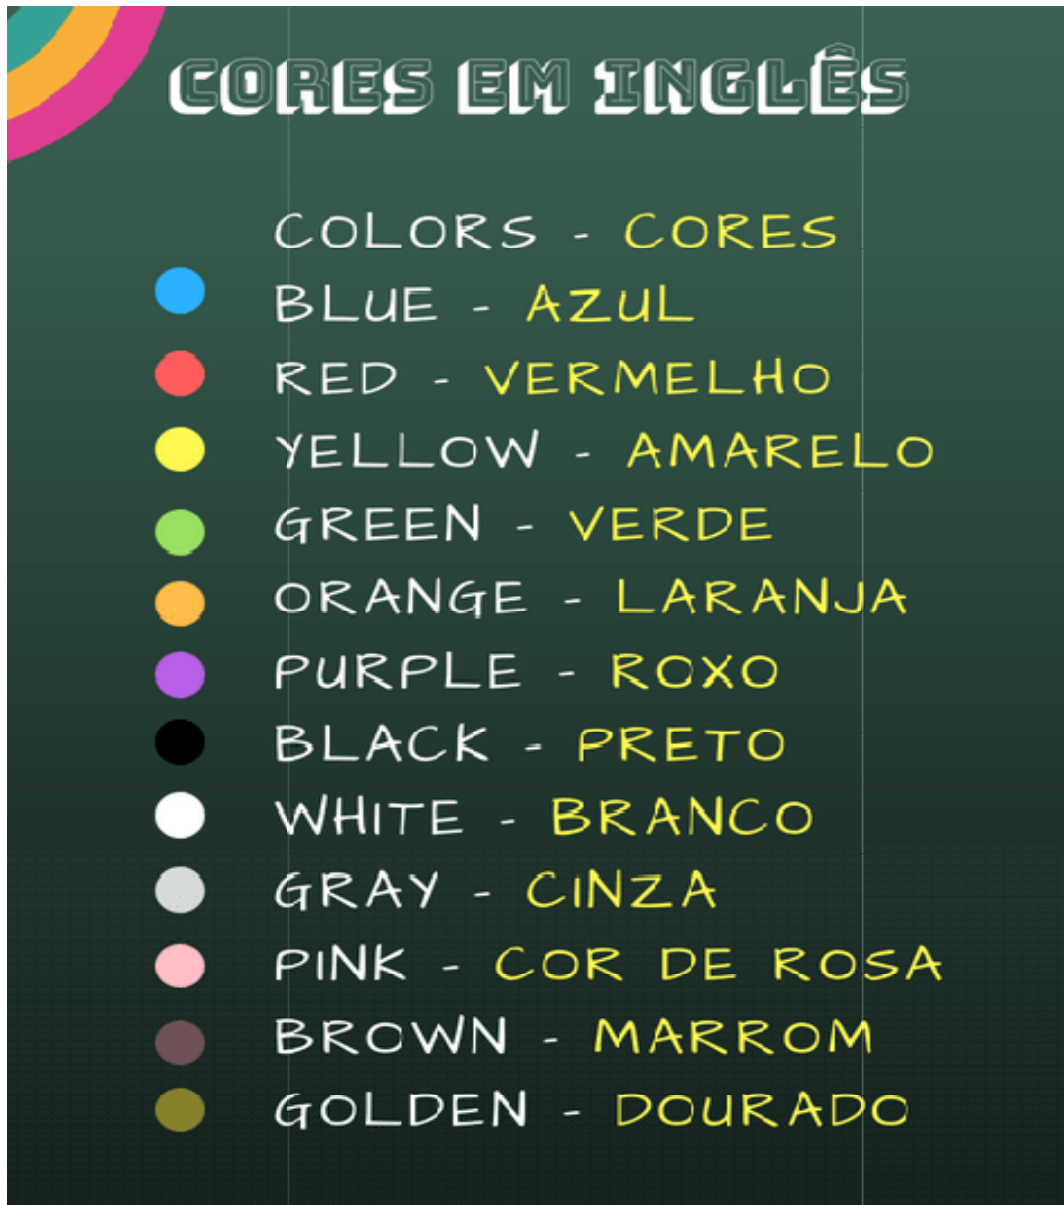 CORES EM INGLÊS
COLORS - CORES
BLUE - AZUL
RED - VERMELHO
YELLOW - AMARELO
GREEN - VERDE
ORANGE - LARANJA
PURPLE - ROXO
BLACK - PRETO
WHITE - BRANCO
GRAY - CINZA
PINK - COR DE ROSA
BROWN - MARROM
GOLDEN - DOURADO